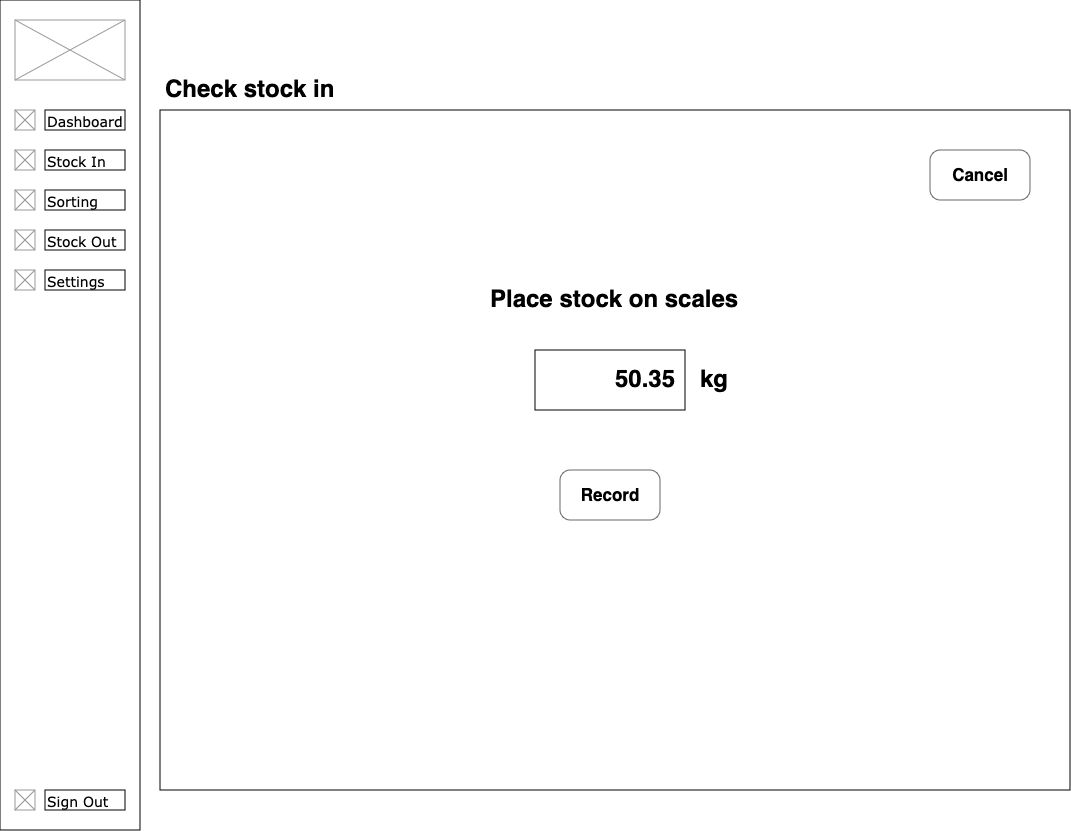 Check stock in
Dashboard
Stock In
Sorting
Stock Out
Settings
Sign Out
Cancel
Place stock on scales
50.35 kg
Record